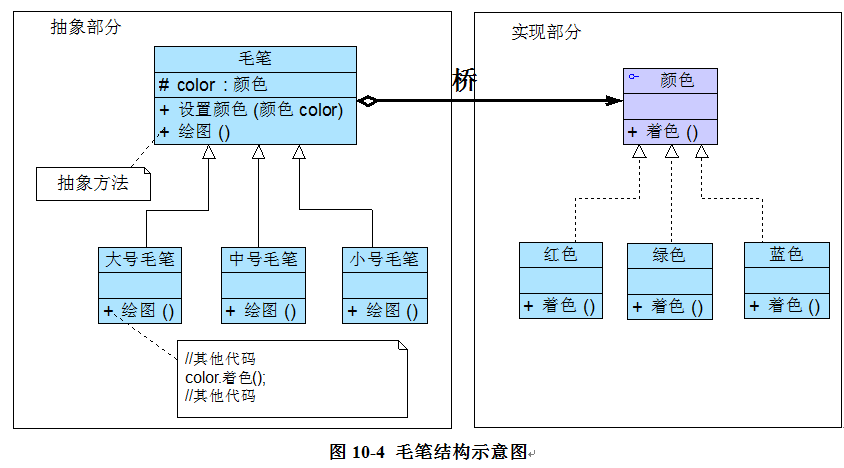 抽象部分
实现部分
毛笔
# color : 颜色
+ 设置颜色 (颜色 color)
+ 绘图 ()
桥
颜色
+ 着色 ()
抽象方法
大号毛笔
+ 绘图 ()
中号毛笔
+ 绘图 ()
小号毛笔
+ 绘图 ()
红色
+ 着色 ()
绿色
+ 着色 ()
蓝色
+ 着色 ()
//其他代码
color.着色();
//其他代码
图 10-4 毛笔结构示意图